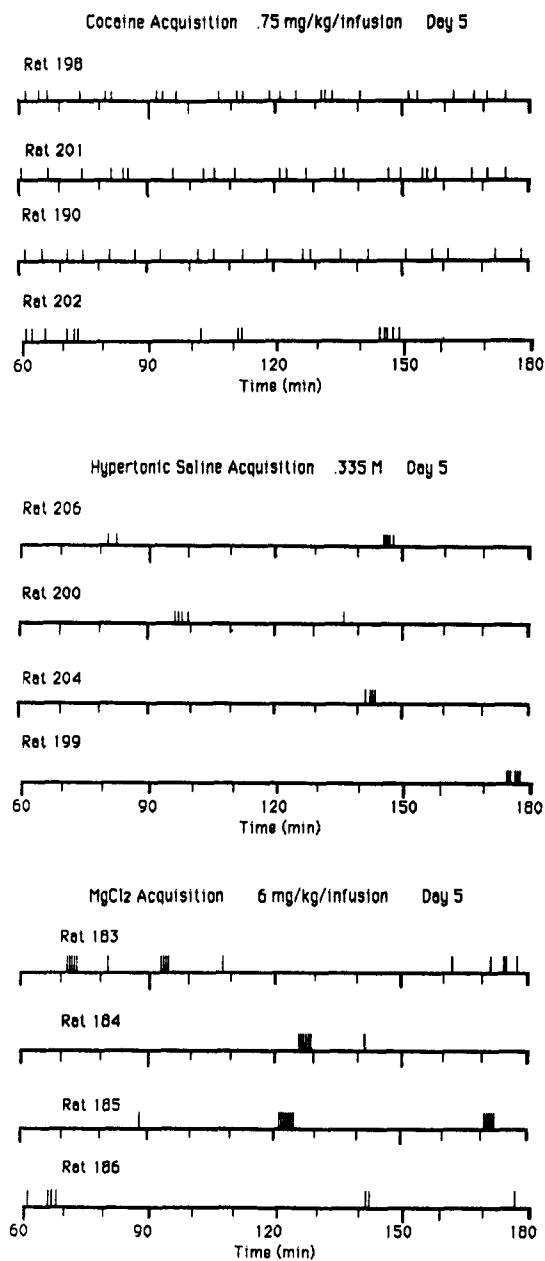 Cocaine Acquisition .75 mg/kg/infusion Day 5
Rat 198
Rat 201
Rat 190
Rat 202
60 90 120 150 180
Time (min)
Hypertonic Saline Acquisition .335 M Day 5
Rat 206
Rat 200
Rat 204
Rat 199
60 90 120 150 180
Time (min)
MgCl2 Acquisition 6 mg/kg/infusion Day 5
Rat 183
Rat 184
Rat 185
Rat 186
60 90 120 150 180
Time (min)